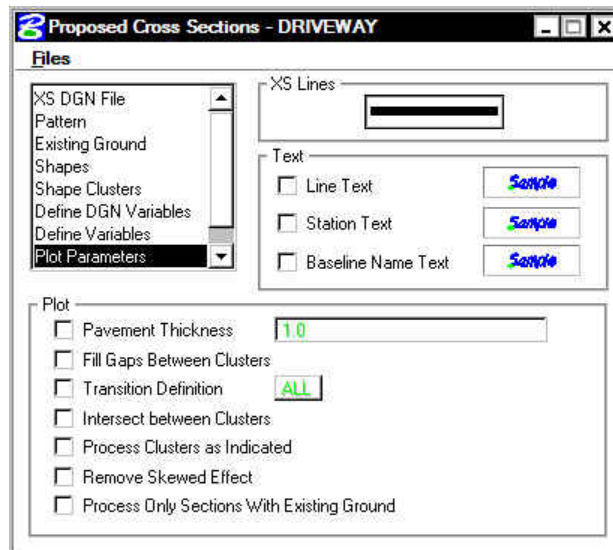 Proposed Cross Sections - DRIVEWAY
Files
XS DGN File
Pattern
Existing Ground
Shapes
Shape Clusters
Define DGN Variables
Define Variables
Plot Parameters
XS Lines
Text
Line Text Sample
Station Text Sample
Baseline Name Text Sample
Plot
Pavement Thickness 1.0
Fill Gaps Between Clusters
Transition Definition ALL
Intersect between Clusters
Process Clusters as Indicated
Remove Skewed Effect
Process Only Sections With Existing Ground